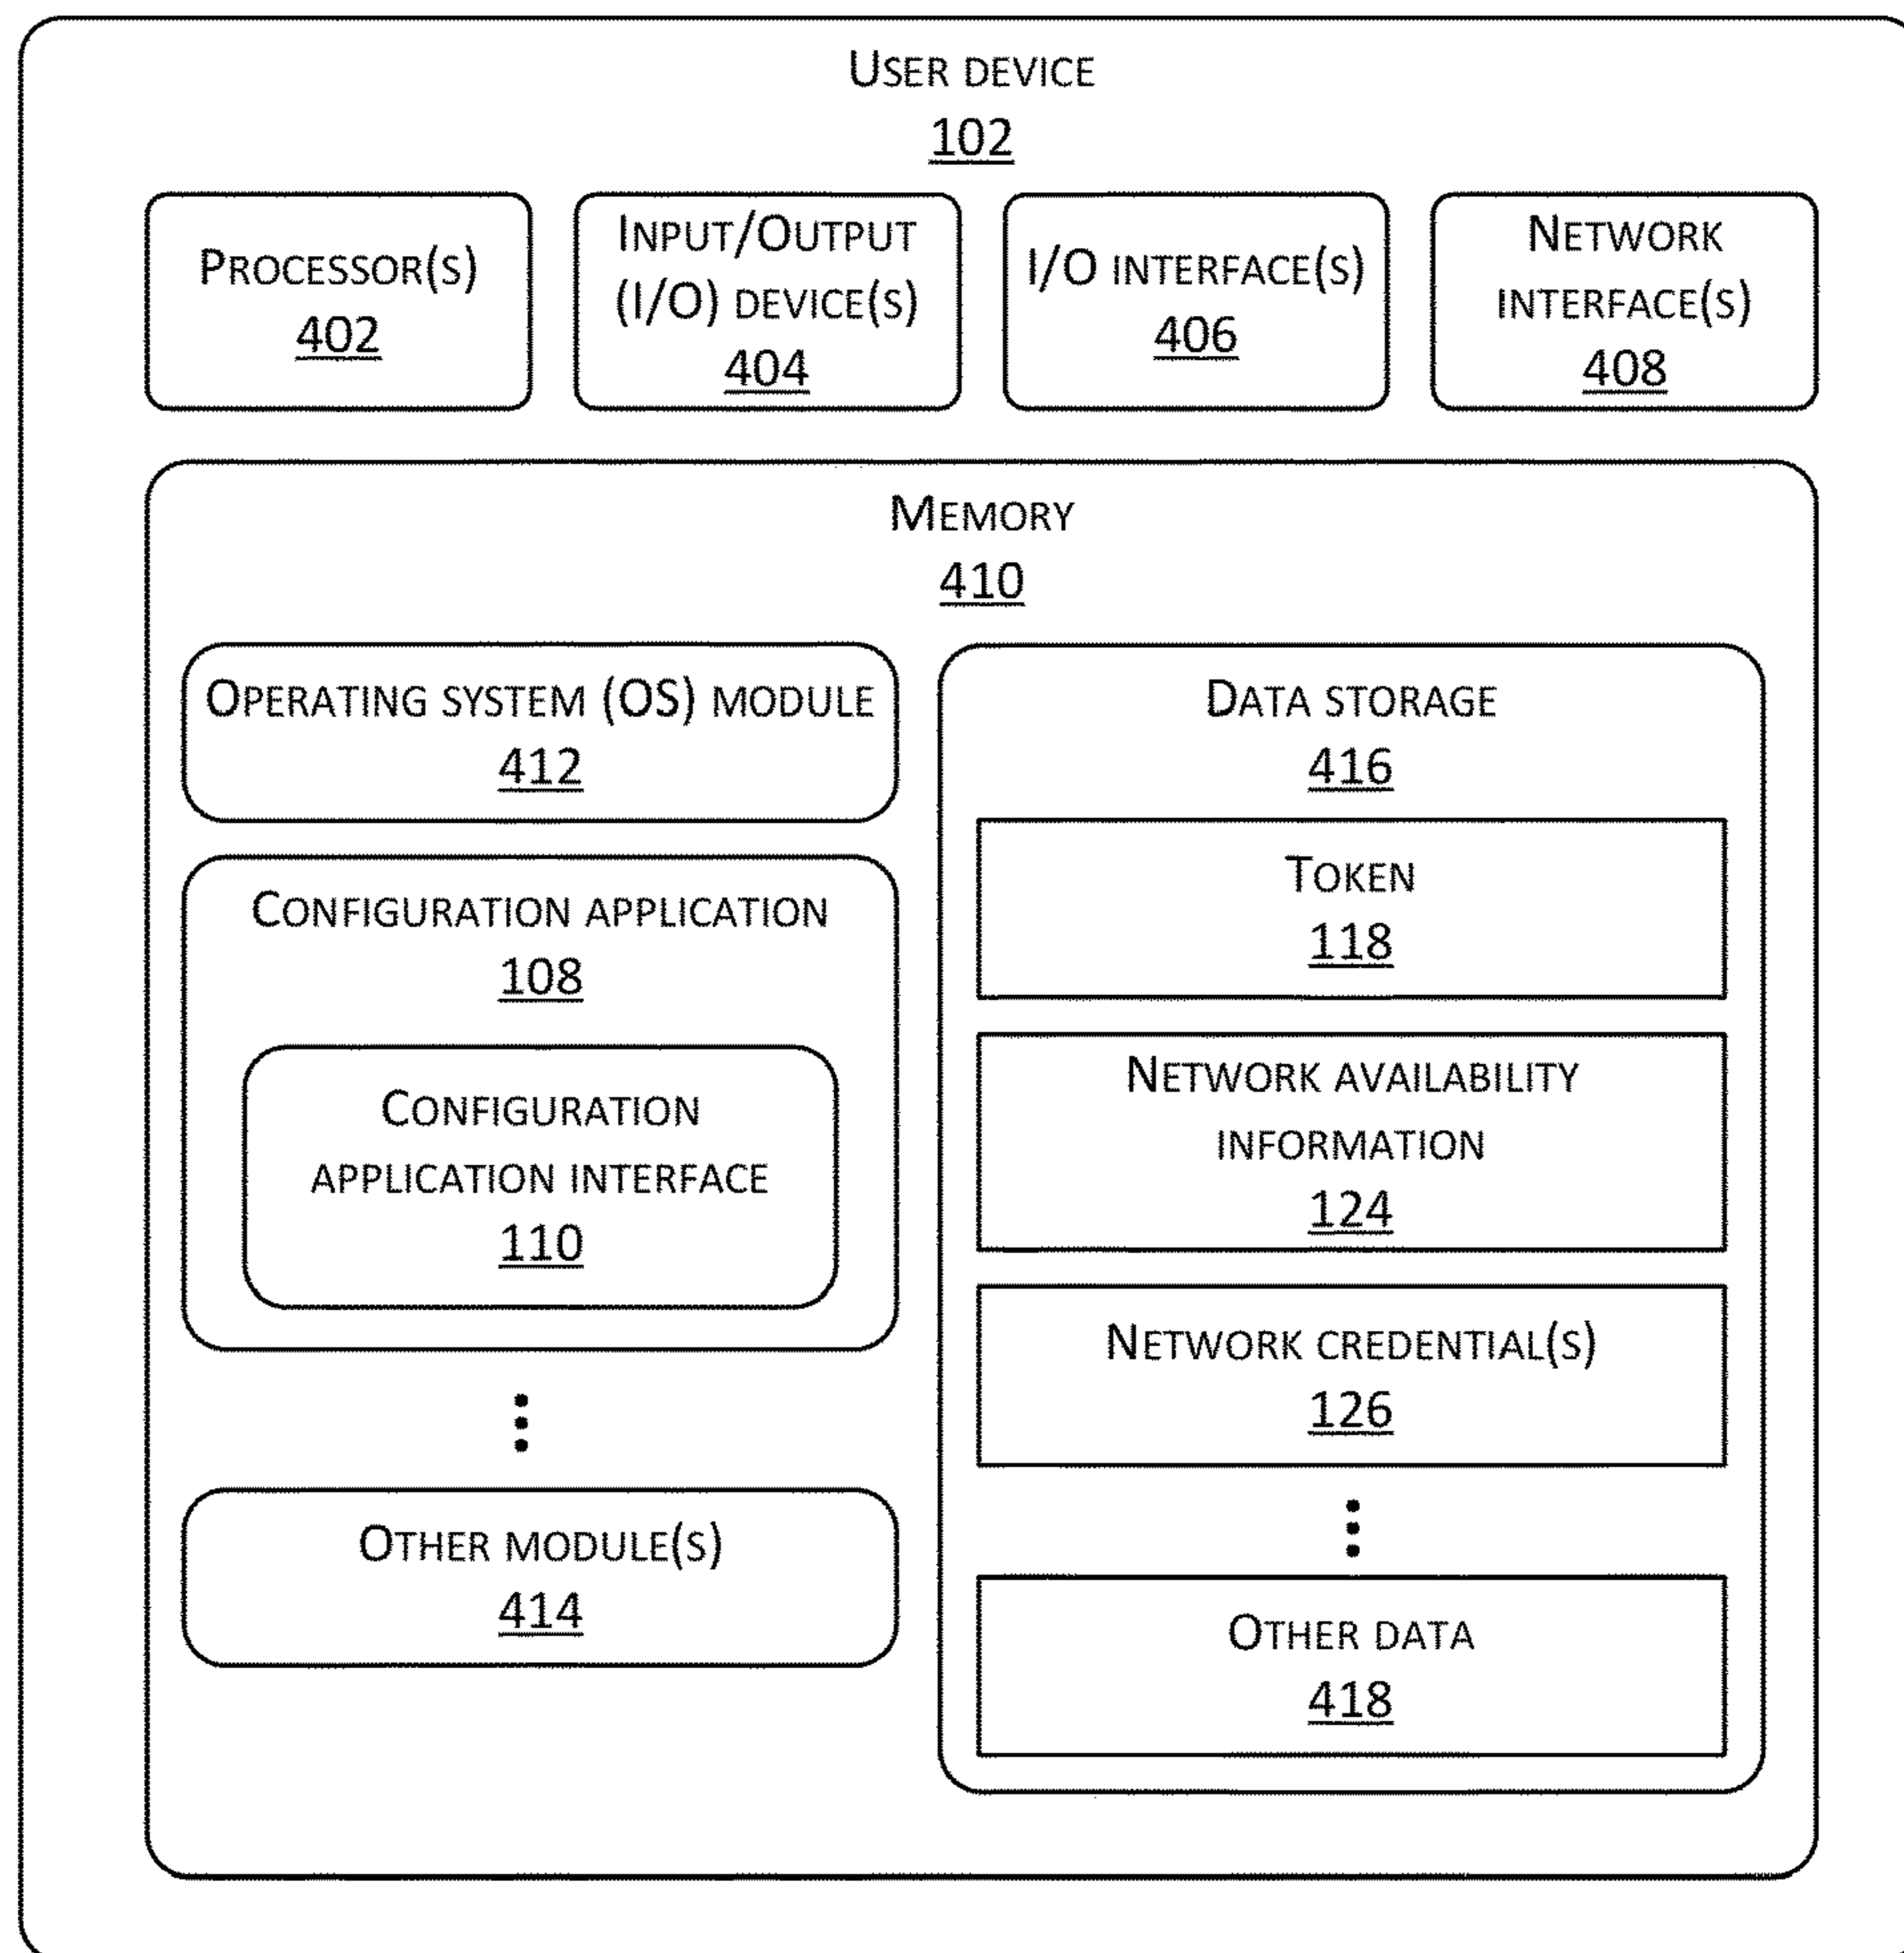 USER DEVICE
102
PROCESSOR(S)
402
INPUT/OUTPUT
(I/O) DEVICE(S)
404
I/O INTERFACE(S)
406
NETWORK
INTERFACE(S)
408
MEMORY
410
OPERATING SYSTEM (OS) MODULE
412
CONFIGURATION APPLICATION
108
CONFIGURATION
APPLICATION INTERFACE
110
OTHER MODULE(S)
414
DATA STORAGE
416
TOKEN
118
NETWORK AVAILABILITY
INFORMATION
124
NETWORK CREDENTIAL(S)
126
OTHER DATA
418